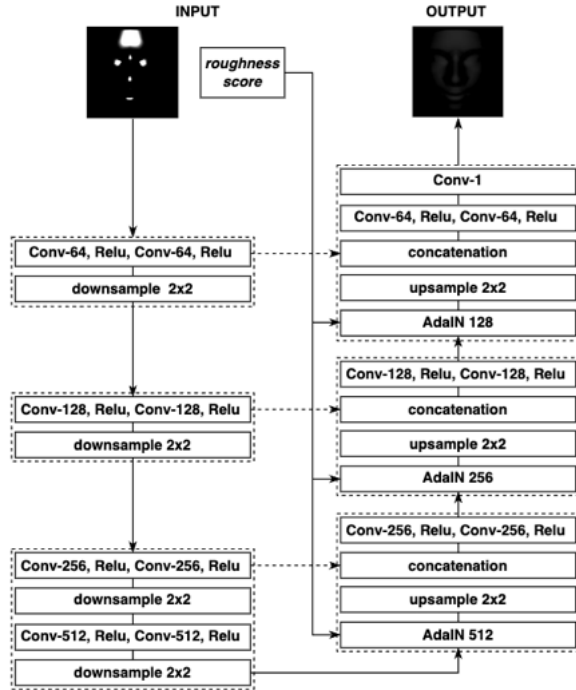 INPUT
OUTPUT
roughness
score
Conv-64, Relu, Conv-64, Relu
downsample 2x2
Conv-128, Relu, Conv-128, Relu
downsample 2x2
Conv-256, Relu, Conv-256, Relu
downsample 2x2
Conv-512, Relu, Conv-512, Relu
downsample 2x2
Conv-1
Conv-64, Relu, Conv-64, Relu
concatenation
upsample 2x2
AdaIN 128
Conv-128, Relu, Conv-128, Relu
concatenation
upsample 2x2
AdaIN 256
Conv-256, Relu, Conv-256, Relu
concatenation
upsample 2x2
AdaIN 512